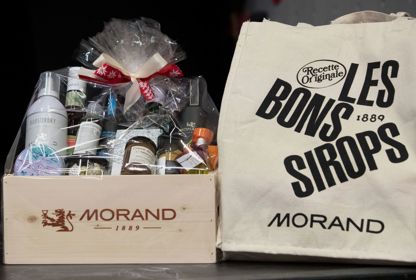 MORAND
1889
Recette
Originale
LES
BONS
1889
SIROPS
MORAND